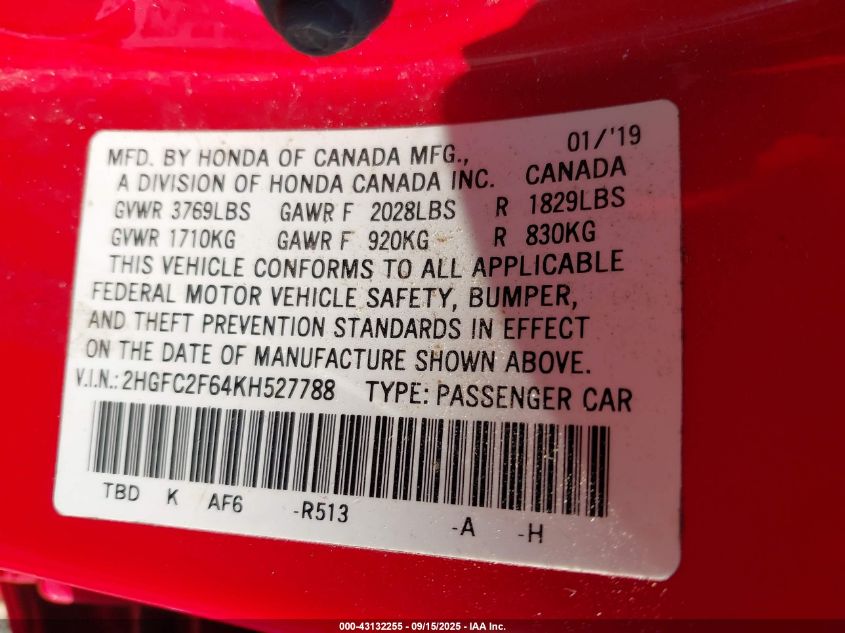 01/'19
MFD. BY HONDA OF CANADA MFG.,
A DIVISION OF HONDA CANADA INC. CANADA
GVWR 3769LBS GAWR F 2028LBS R 1829LBS
GVWR 1710KG GAWR F 920KG R 830KG
THIS VEHICLE CONFORMS TO ALL APPLICABLE
FEDERAL MOTOR VEHICLE SAFETY, BUMPER,
AND THEFT PREVENTION STANDARDS IN EFFECT
ON THE DATE OF MANUFACTURE SHOWN ABOVE.
V.I.N.: 2HGFC2F64KH527788 TYPE: PASSENGER CAR
TBD K AF6 -R513 -A -H
000-43132255 - 09/15/2025 - IAA Inc.